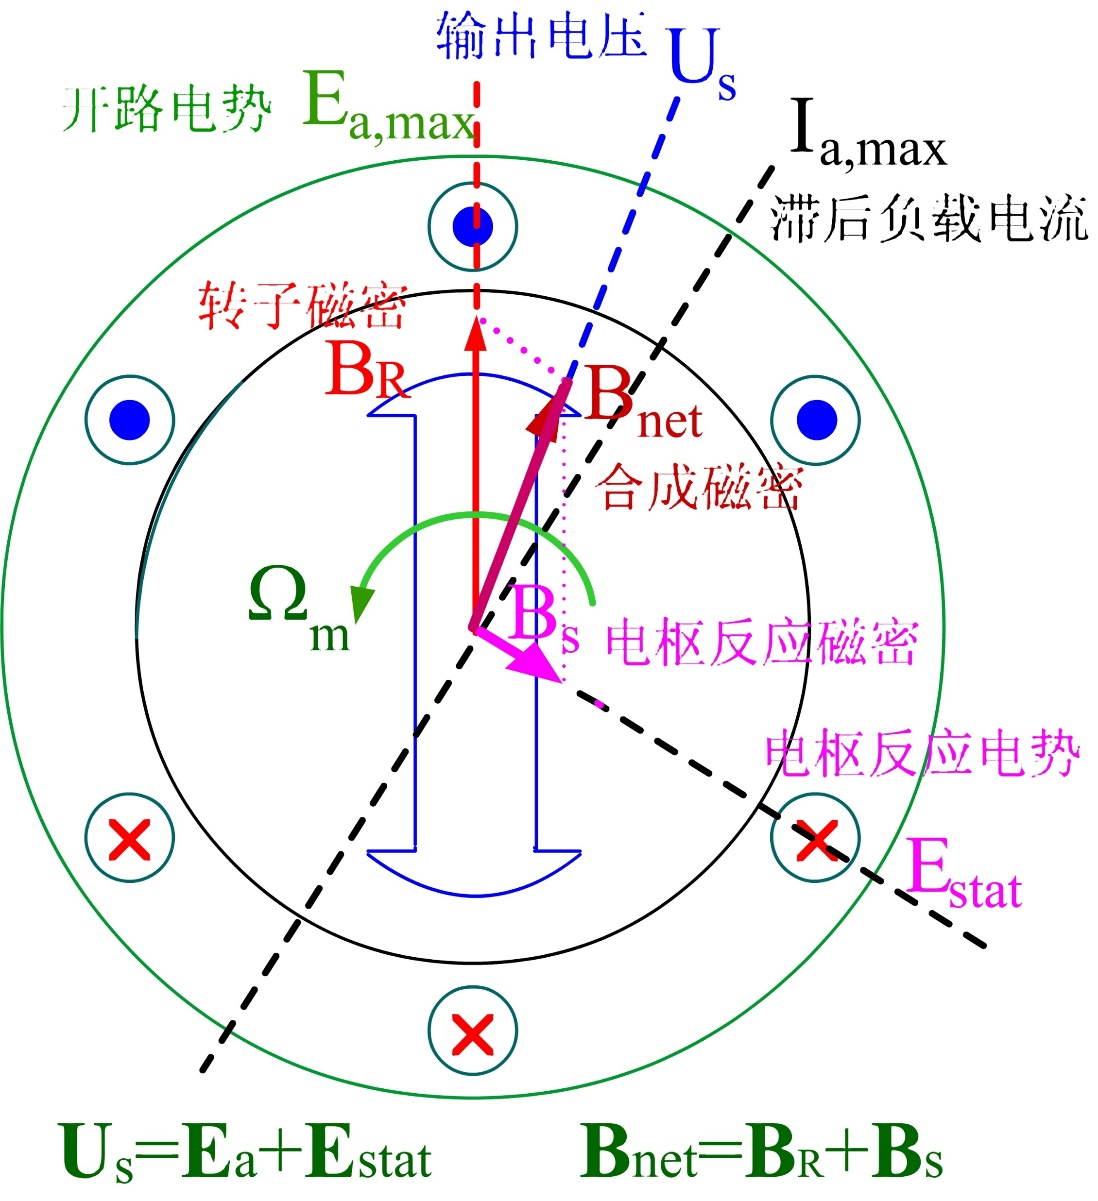 输出电压 Us
开路电势 Ea,max
Ia,max
滞后负载电流
转子磁密
BR
Bnet
合成磁密
Ωm
Bs 电枢反应磁密
电枢反应电势
Estat
Us=Ea+Estat
Bnet=BR+Bs